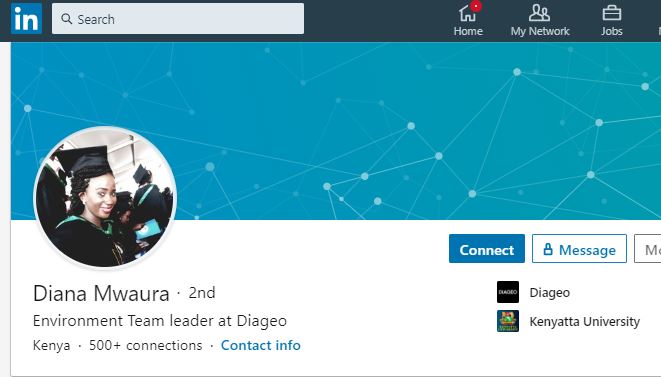 in
Search
Home
My Network
Jobs
Connect
Message
Mo
Diana Mwaura · 2nd
Environment Team leader at Diageo
Kenya · 500+ connections · Contact info
DIAGEO
Diageo
Kenyatta University